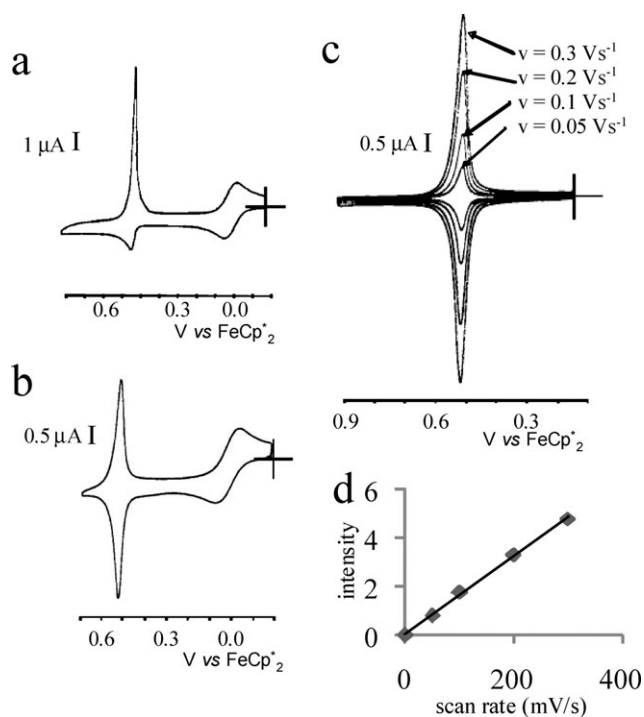 a
1 μA I
0.6 0.3 0.0
V vs FeCp*2
b
0.5 μA I
0.6 0.3 0.0
V vs FeCp*2
c
v = 0.3 Vs-1
v = 0.2 Vs-1
v = 0.1 Vs-1
v = 0.05 Vs-1
0.5 μA I
0.9 0.6 0.3
V vs FeCp*2
d
intensity
6
4
2
0
0 200 400
scan rate (mV/s)